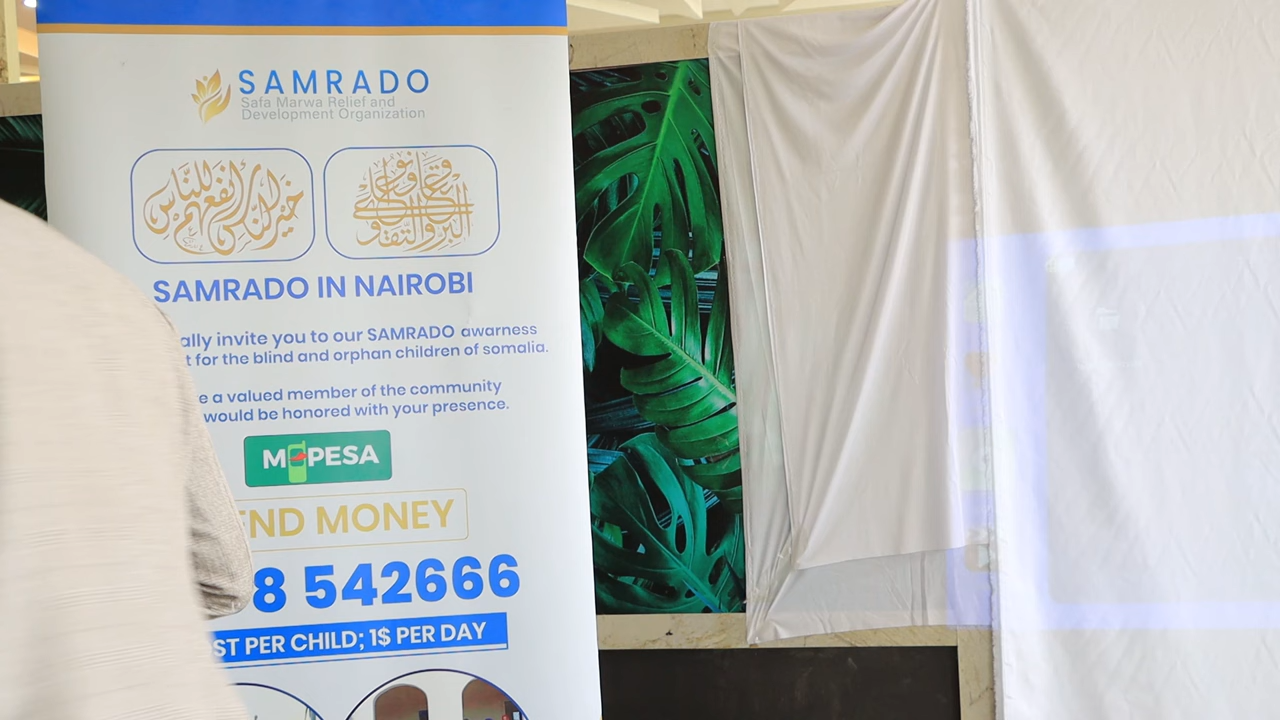 SAMRADO
Safa Marwa Relief and
Development Organization
خير الناس أنفعهم للناس
وتعاونوا على البر والتقوى
SAMRADO IN NAIROBI
ally invite you to our SAMRADO awarness
t for the blind and orphan children of somalia.
e a valued member of the community
would be honored with your presence.
M PESA
END MONEY
8 542666
ST PER CHILD; 1$ PER DAY